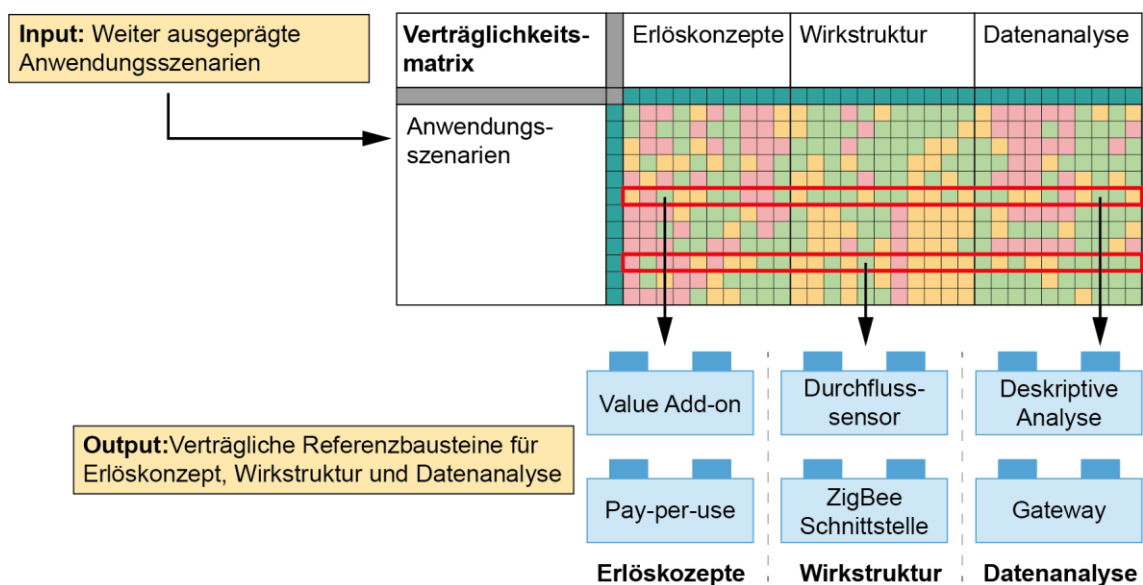 Input: Weiter ausgeprägte
Anwendungsszenarien
Verträglichkeits-
matrix
Erlöskonzepte
Wirkstruktur
Datenanalyse
Anwendungs-
szenarien
Value Add-on
Durchfluss-
sensor
Deskriptive
Analyse
Output:Verträgliche Referenzbausteine für
Erlöskonzept, Wirkstruktur und Datenanalyse
Pay-per-use
ZigBee
Schnittstelle
Gateway
Erlöskozepte
Wirkstruktur
Datenanalyse